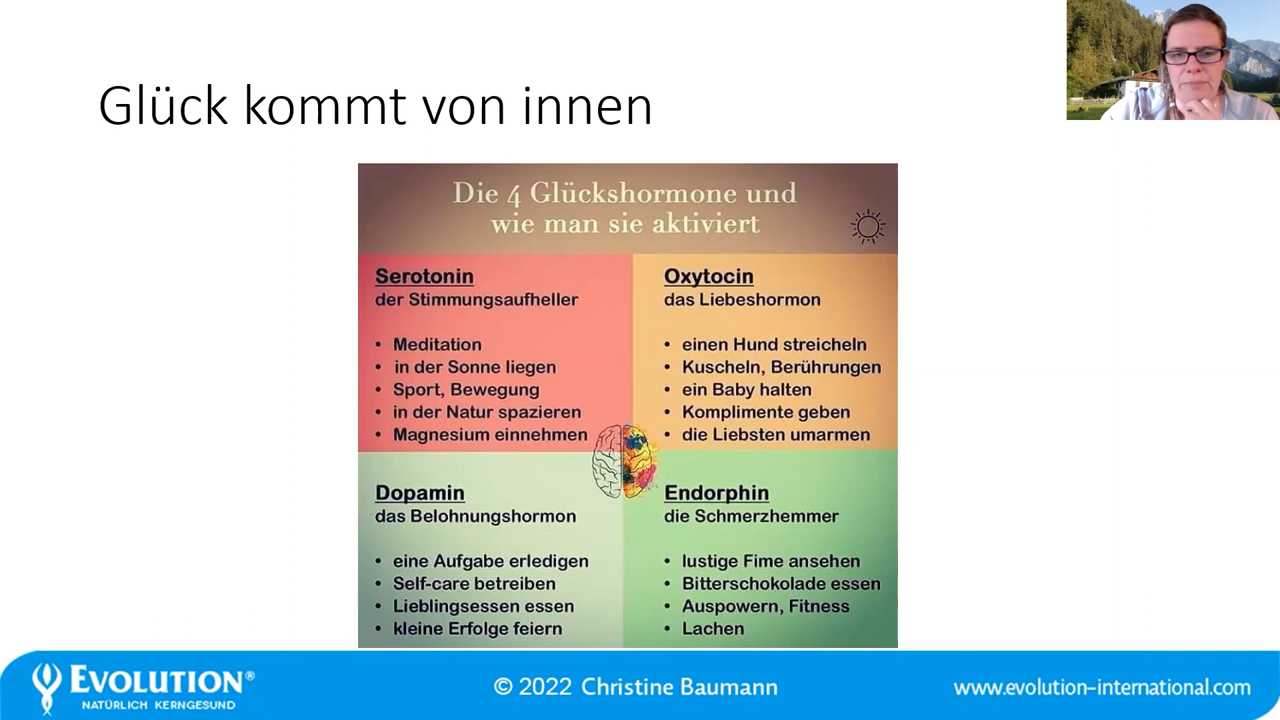 Glück kommt von innen
Die 4 Glückshormone und
wie man sie aktiviert
Serotonin
der Stimmungsaufheller
• Meditation
• in der Sonne liegen
• Sport, Bewegung
• in der Natur spazieren
• Magnesium einnehmen
Oxytocin
das Liebeshormon
• einen Hund streicheln
• Kuscheln, Berührungen
• ein Baby halten
• Komplimente geben
• die Liebsten umarmen
Dopamin
das Belohnungshormon
• eine Aufgabe erledigen
• Self-care betreiben
• Lieblingsessen essen
• kleine Erfolge feiern
Endorphin
die Schmerzhemmer
• lustige Fime ansehen
• Bitterschokolade essen
• Auspowern, Fitness
• Lachen
EVOLUTION®
NATÜRLICH KERNGESUND
© 2022 Christine Baumann
www.evolution-international.com